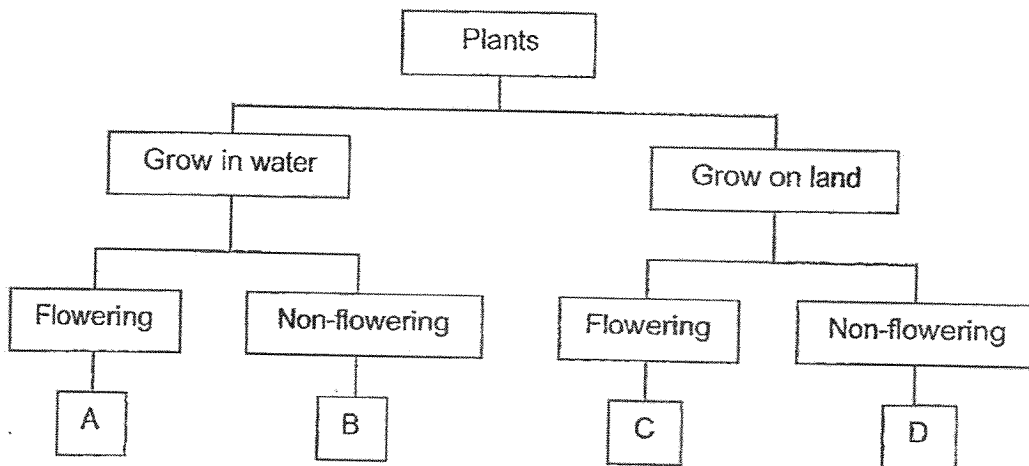 Plants
Grow in water
Grow on land
Flowering
Non-flowering
Flowering
Non-flowering
A
B
C
D